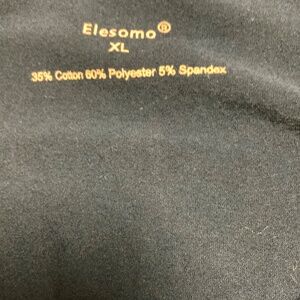 Elesomo®
XL
35% Cotton 60% Polyester 5% Spandex